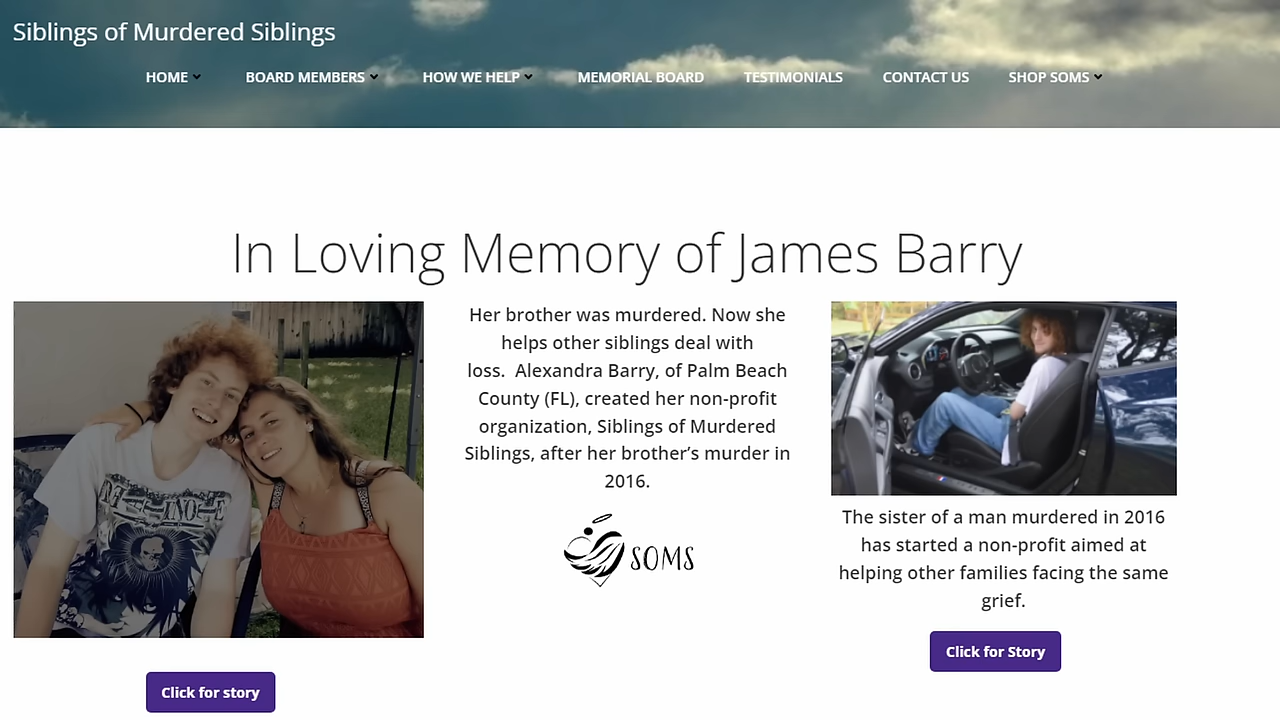 Siblings of Murdered Siblings
HOME
BOARD MEMBERS
HOW WE HELP
MEMORIAL BOARD
TESTIMONIALS
CONTACT US
SHOP SOMS
In Loving Memory of James Barry
Her brother was murdered. Now she
helps other siblings deal with
loss. Alexandra Barry, of Palm Beach
County (FL), created her non-profit
organization, Siblings of Murdered
Siblings, after her brother’s murder in
2016.
SOMS
The sister of a man murdered in 2016
has started a non-profit aimed at
helping other families facing the same
grief.
Click for Story
Click for story